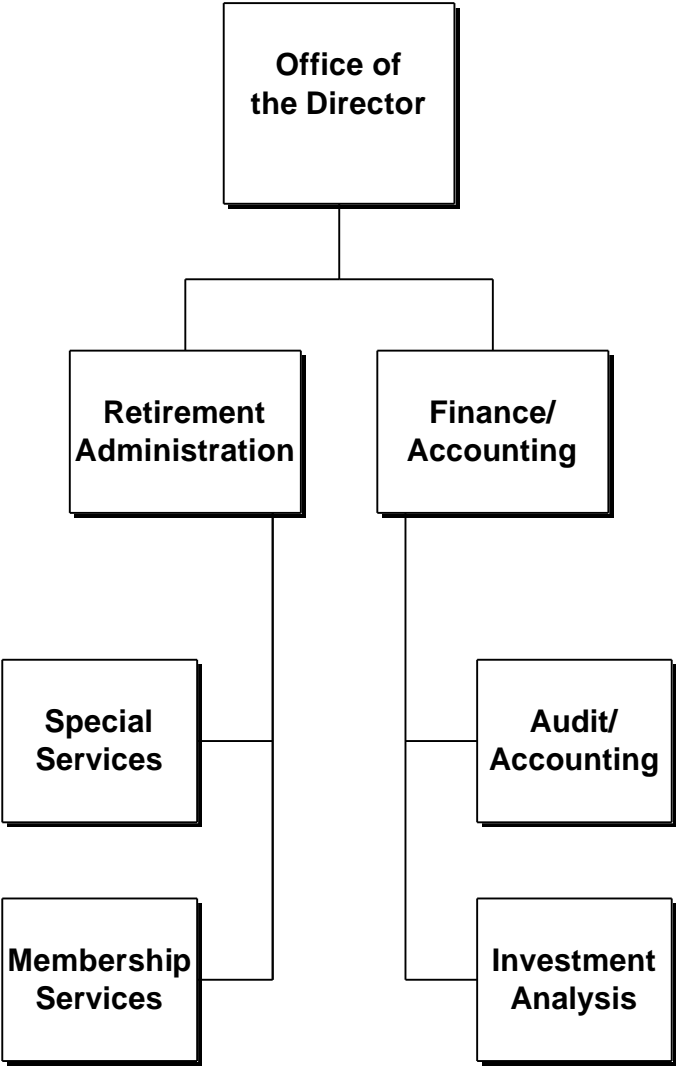 Office of
the Director
Retirement
Administration
Finance/
Accounting
Special
Services
Audit/
Accounting
Membership
Services
Investment
Analysis